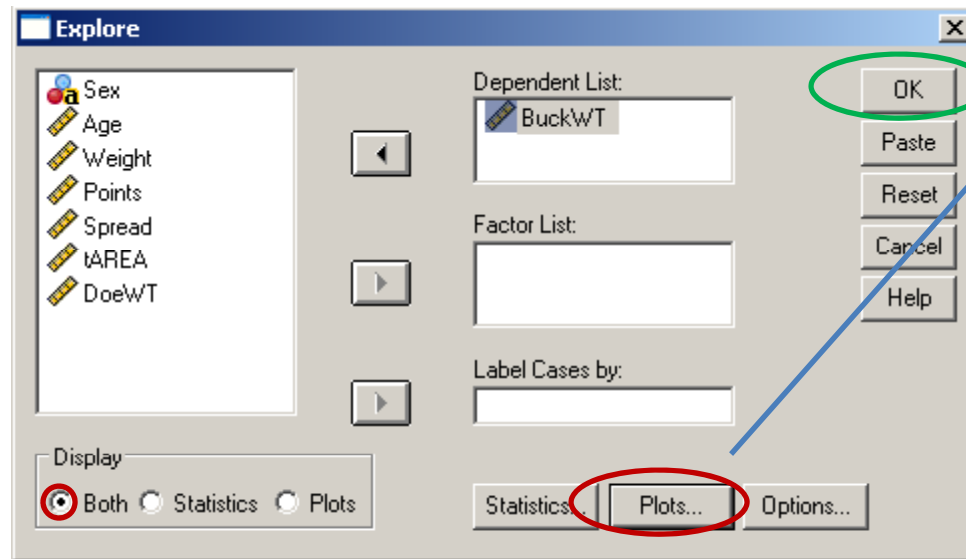 Explore
Sex
Age
Weight
Points
Spread
tAREA
DoeWT
Dependent List:
BuckWT
Factor List:
Label Cases by:
OK
Paste
Reset
Cancel
Help
Display
Both Statistics Plots
Statistics... Plots... Options...